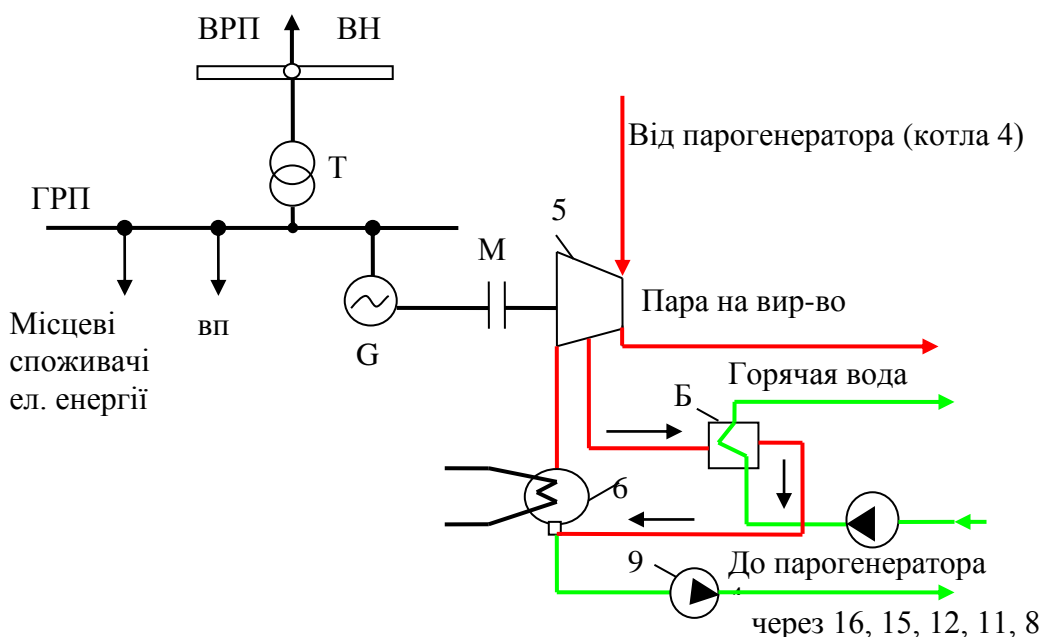 ВРП ВН
Від парогенератора (котла 4)
Т
ГРП
5
М
Пара на вир-во
Місцеві
споживачі
ел. енергії
вп
G
Горячая вода
Б
6
9
До парогенератора
через 16, 15, 12, 11, 8